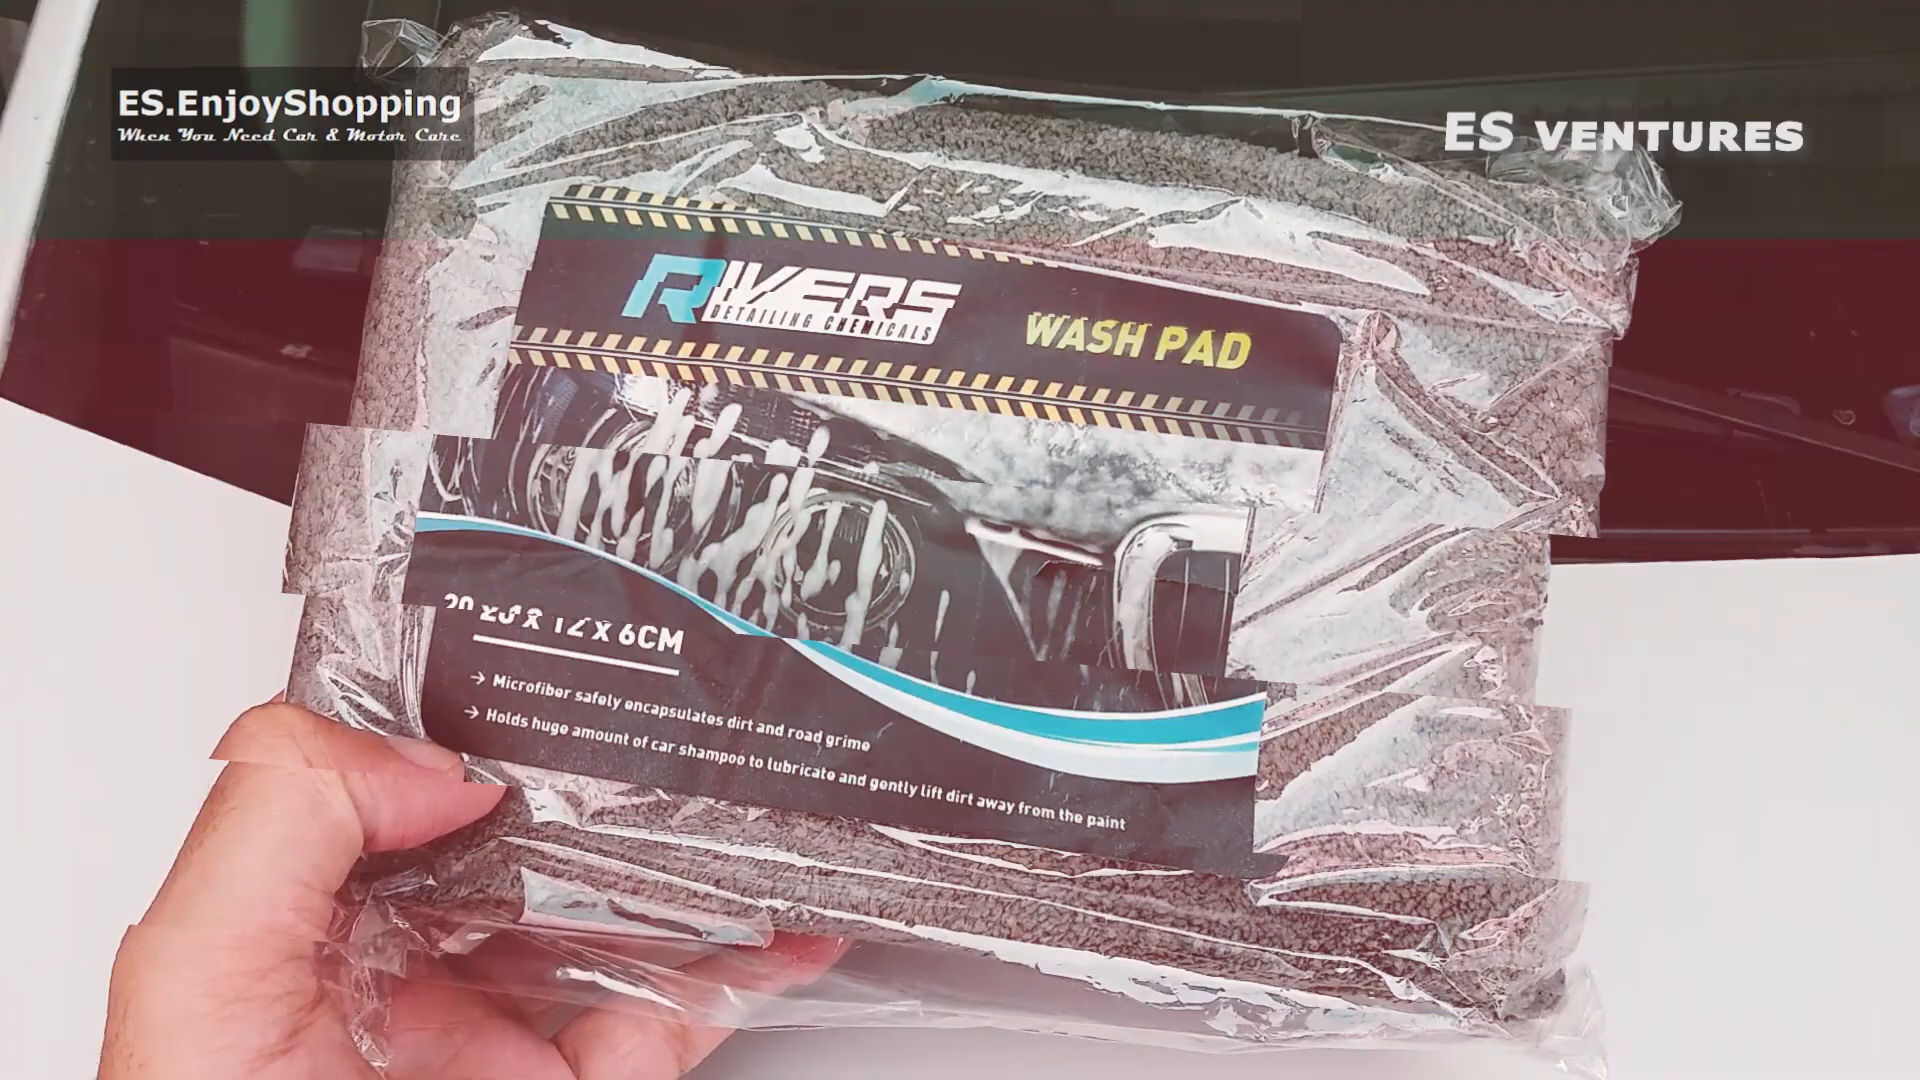 ES.EnjoyShopping
When You Need Car & Motor Care
ES VENTURES
RIVERS
DETAILING CHEMICALS
WASH PAD
x 12 x 6CM
→ Microfiber safely encapsulates dirt and road grime
→ Holds huge amount of car shampoo to lubricate and gently lift dirt away from the paint